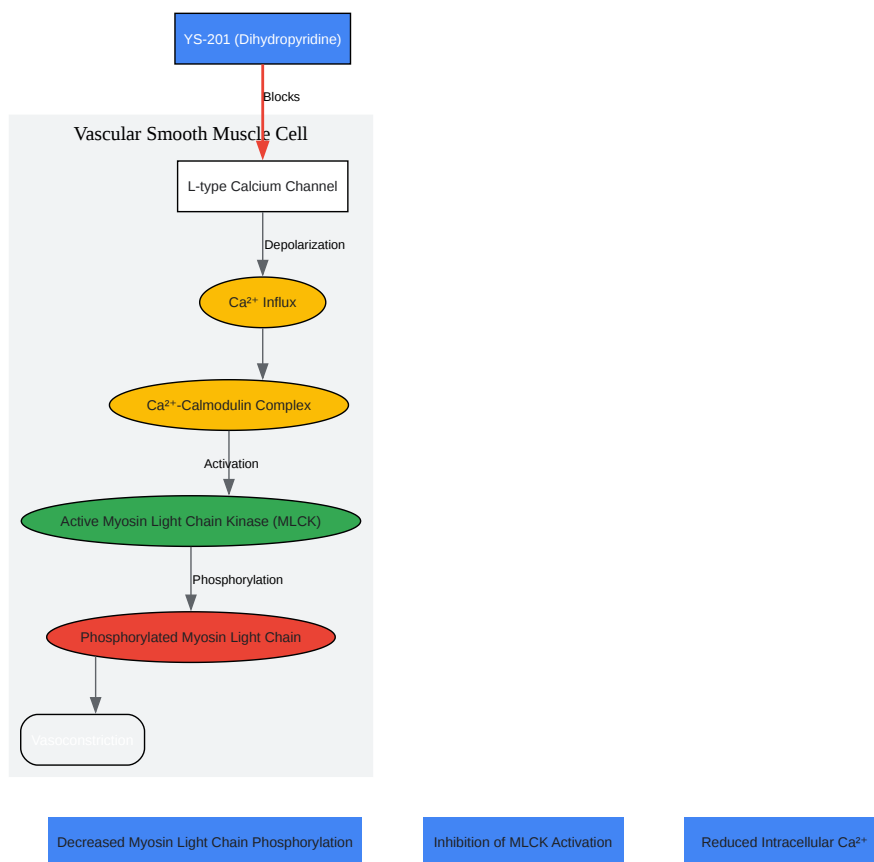 YS-201 (Dihydropyridine)
Blocks
Vascular Smooth Muscle Cell
L-type Calcium Channel
Depolarization
Ca²⁺ Influx
Ca²⁺-Calmodulin Complex
Activation
Active Myosin Light Chain Kinase (MLCK)
Phosphorylation
Phosphorylated Myosin Light Chain
Vasoconstriction
Decreased Myosin Light Chain Phosphorylation
Inhibition of MLCK Activation
Reduced Intracellular Ca²⁺